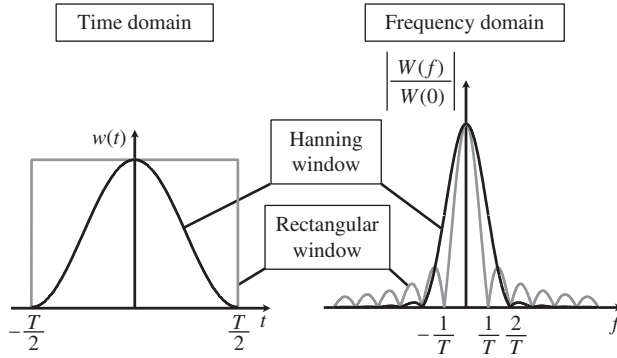 Time domain
Frequency domain
|W(f)/W(0)|
w(t)
Hanning
window
Rectangular
window
-T/2
T/2
t
-1/T
1/T
2/T
f